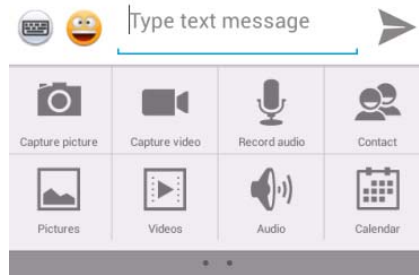 Type text message
Capture picture Capture video Record audio Contact
Pictures Videos Audio Calendar